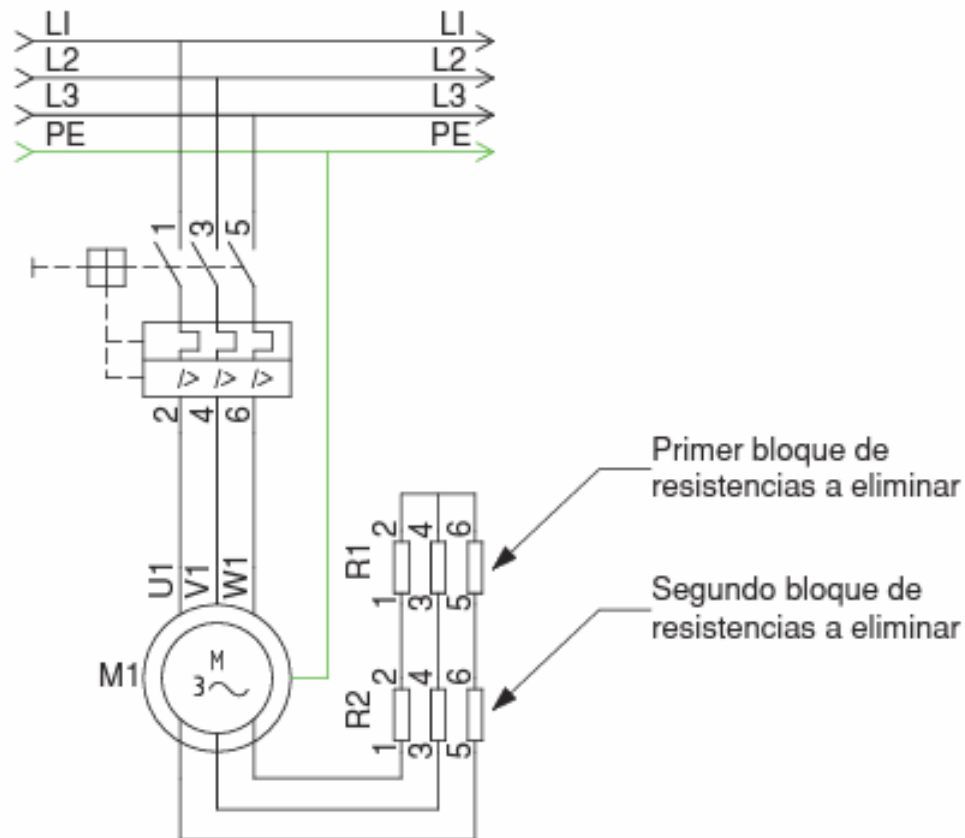 LI LI
L2 L2
L3 L3
PE PE
1 3 5
/> /> />
2 4 6
Primer bloque de
resistencias a eliminar
2 4 6
R1
1 3 5
U1 V1 W1
Segundo bloque de
resistencias a eliminar
M1
M
3
2 4 6
R2
1 3 5